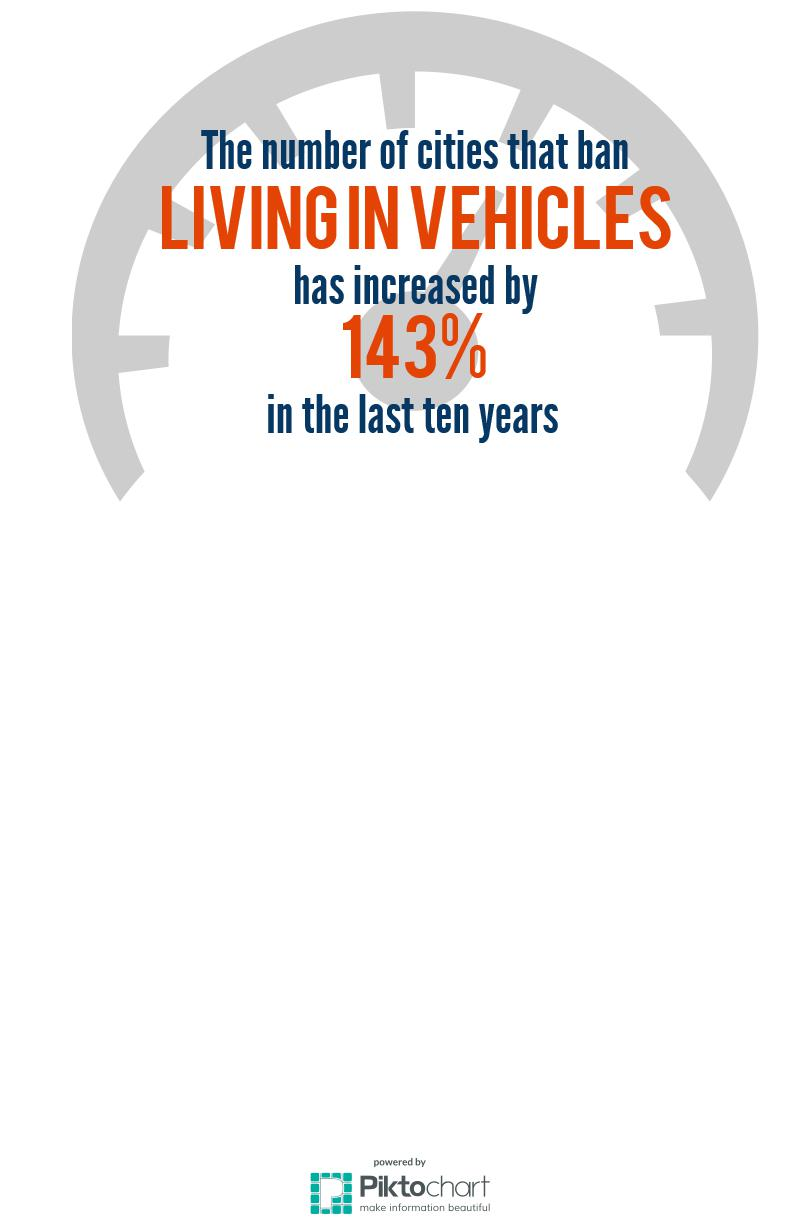 The number of cities that ban
LIVING IN VEHICLES
has increased by
143%
in the last ten years
powered by
Piktochart
make information beautiful